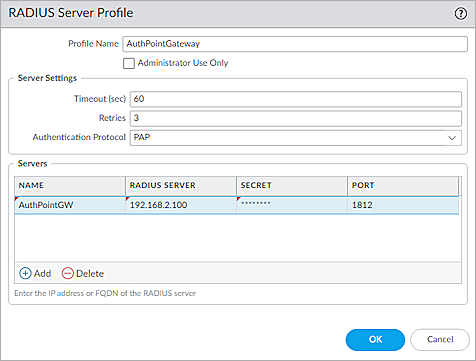 RADIUS Server Profile
Profile Name AuthPointGateway
Administrator Use Only
Server Settings
Timeout (sec) 60
Retries 3
Authentication Protocol PAP
Servers
NAME RADIUS SERVER SECRET PORT
AuthPointGW 192.168.2.100 ******** 1812
Add Delete
Enter the IP address or FQDN of the RADIUS server
OK Cancel